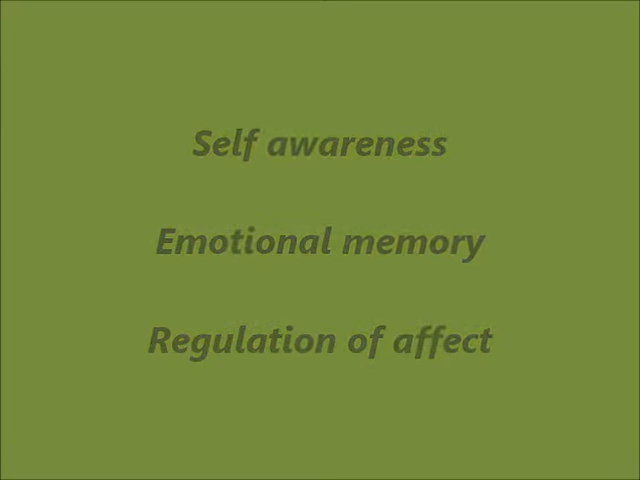 Self awareness
Emotional memory
Regulation of affect